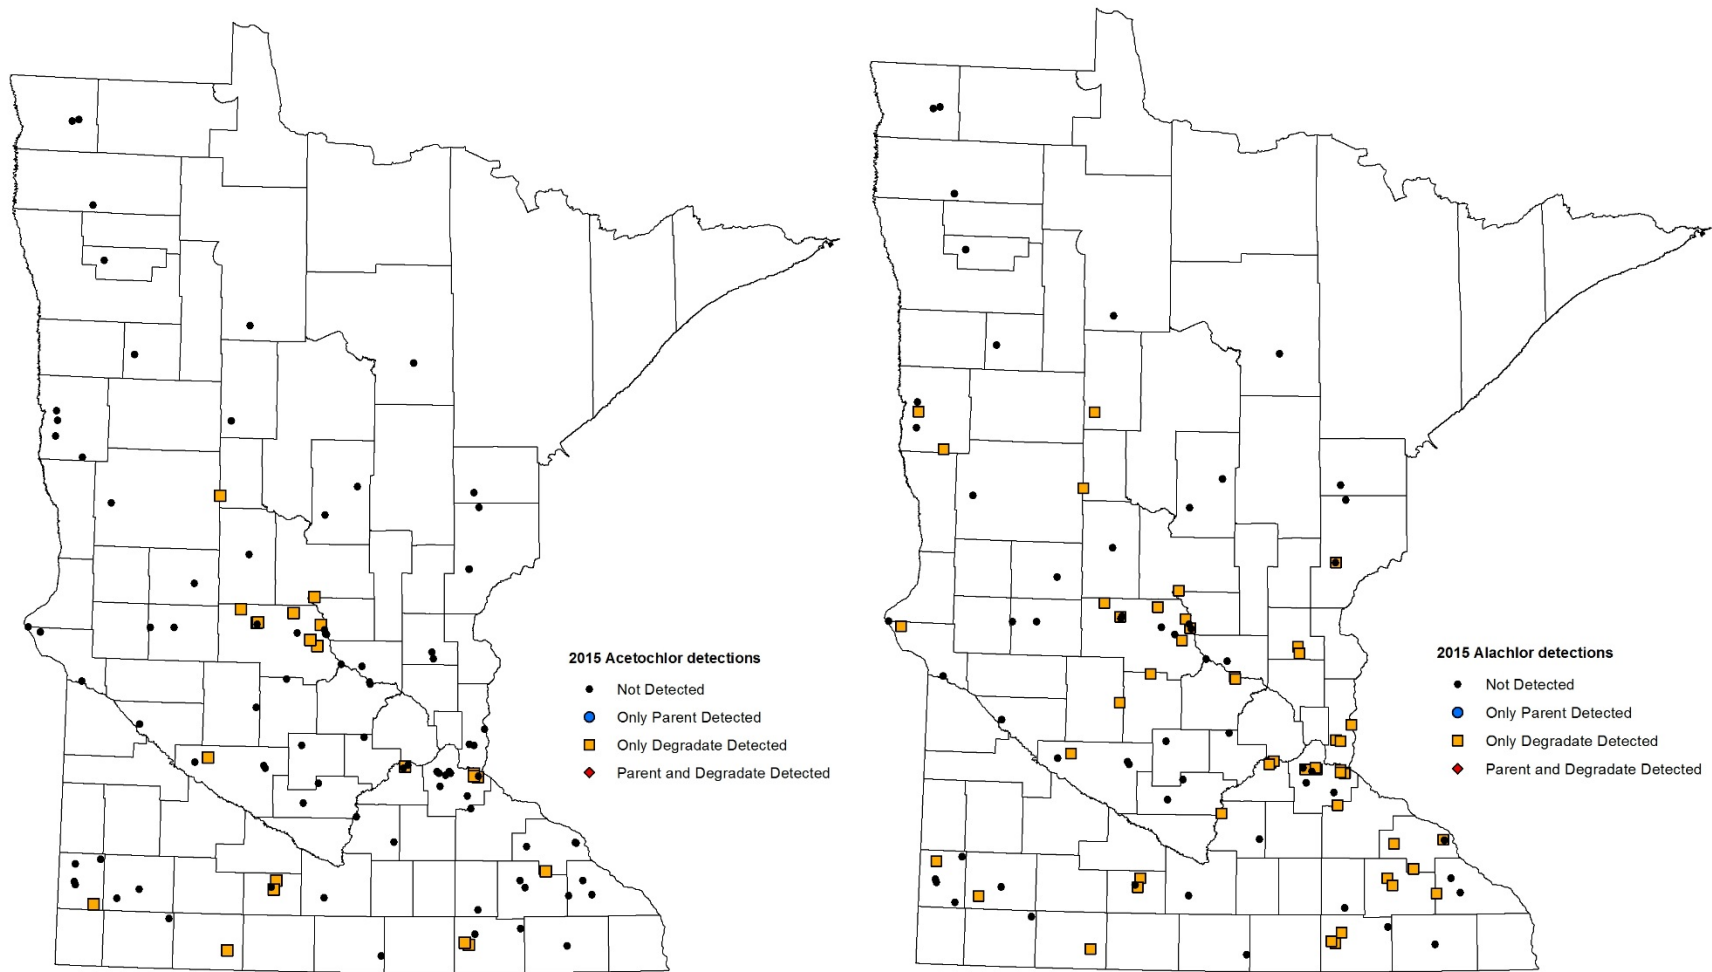 2015 Acetochlor detections
Not Detected
Only Parent Detected
Only Degradate Detected
Parent and Degradate Detected
2015 Alachlor detections
Not Detected
Only Parent Detected
Only Degradate Detected
Parent and Degradate Detected